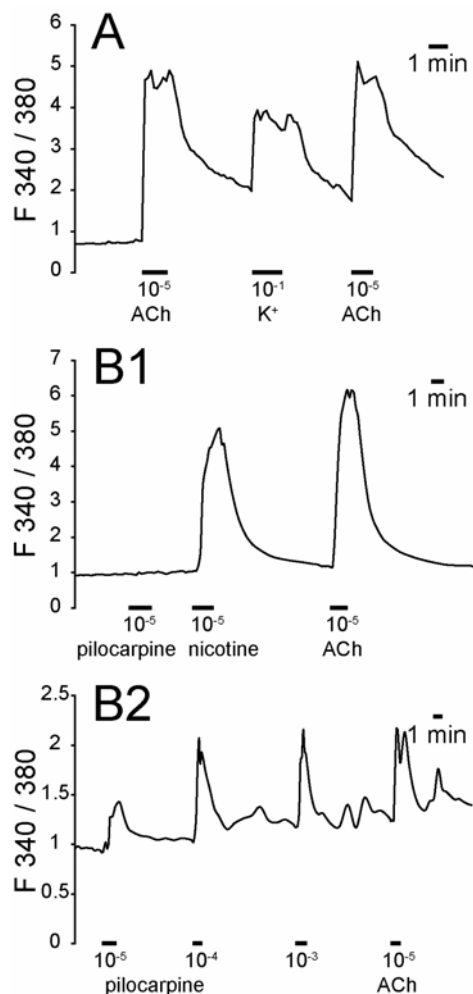 A
1 min
F 340 / 380
6
5
4
3
2
1
0
10⁻⁵ 10⁻¹ 10⁻⁵
ACh K⁺ ACh
B1
1 min
F 340 / 380
7
6
5
4
3
2
1
0
10⁻⁵ 10⁻⁵ 10⁻⁵
pilocarpine nicotine ACh
B2
1 min
F 340 / 380
2.5
2
1.5
1
0.5
0
10⁻⁵ 10⁻⁴ 10⁻³ 10⁻⁵
pilocarpine ACh